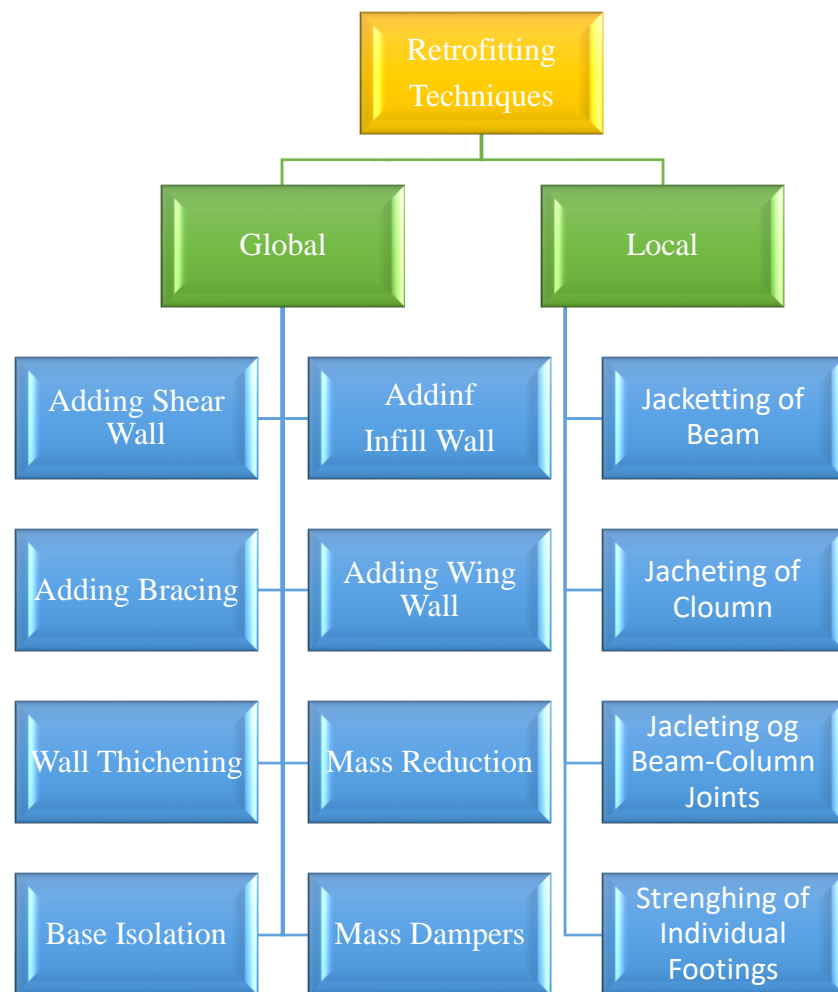 Retrofitting
Techniques
Global
Local
Adding Shear
Wall
Addinf
Infill Wall
Jacketting of
Beam
Adding Bracing
Adding Wing
Wall
Jacheting of
Cloumn
Wall Thichening
Mass Reduction
Jacleting og
Beam-Column
Joints
Base Isolation
Mass Dampers
Strenghing of
Individual
Footings